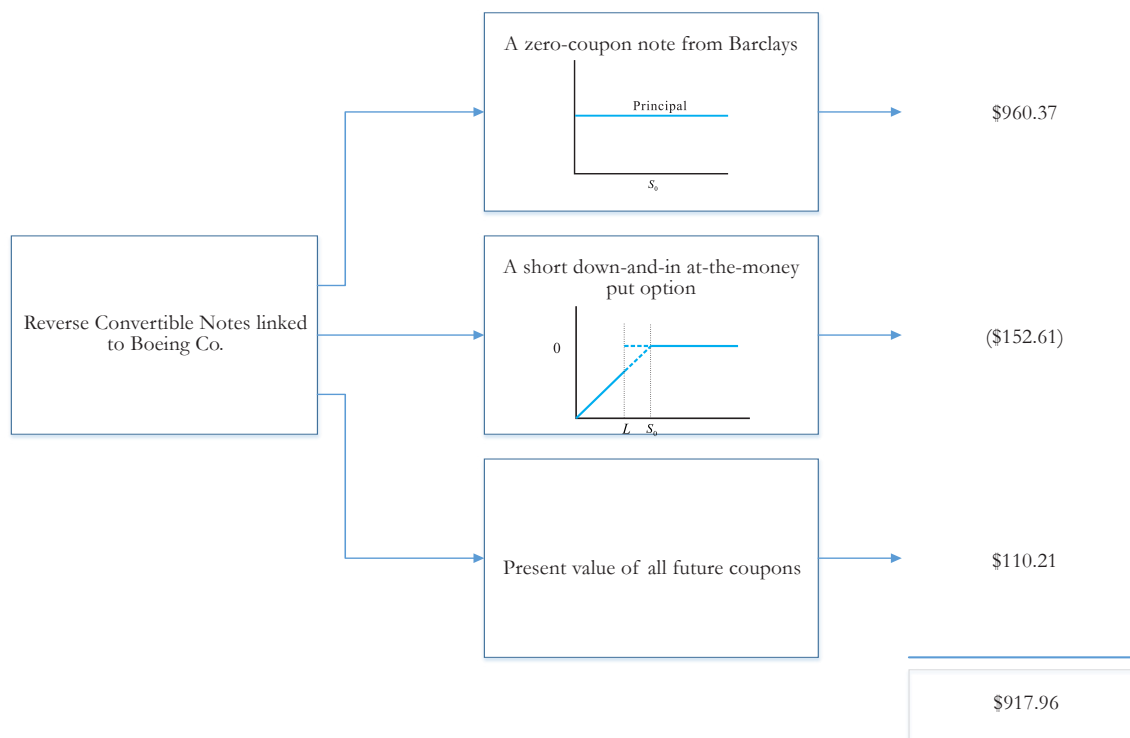 A zero-coupon note from Barclays
Principal
S₀
$960.37
Reverse Convertible Notes linked
to Boeing Co.
A short down-and-in at-the-money
put option
0
L S₀
($152.61)
Present value of all future coupons
$110.21
$917.96